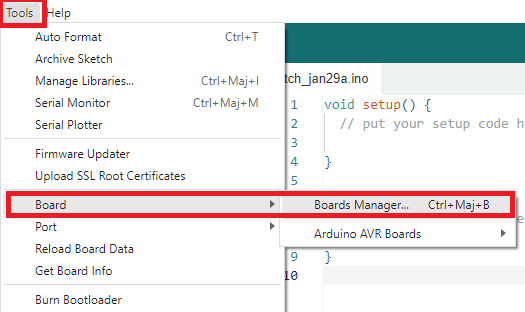 Tools Help
Auto Format Ctrl+T
Archive Sketch
Manage Libraries... Ctrl+Maj+I
Serial Monitor Ctrl+Maj+M
Serial Plotter
Firmware Updater
Upload SSL Root Certificates
Board
Port
Reload Board Data
Get Board Info
Burn Bootloader
Boards Manager... Ctrl+Maj+B
Arduino AVR Boards
tch_jan29a.ino
1 void setup() {
2 // put your setup code h
3
4 }
5
e
9 }
10